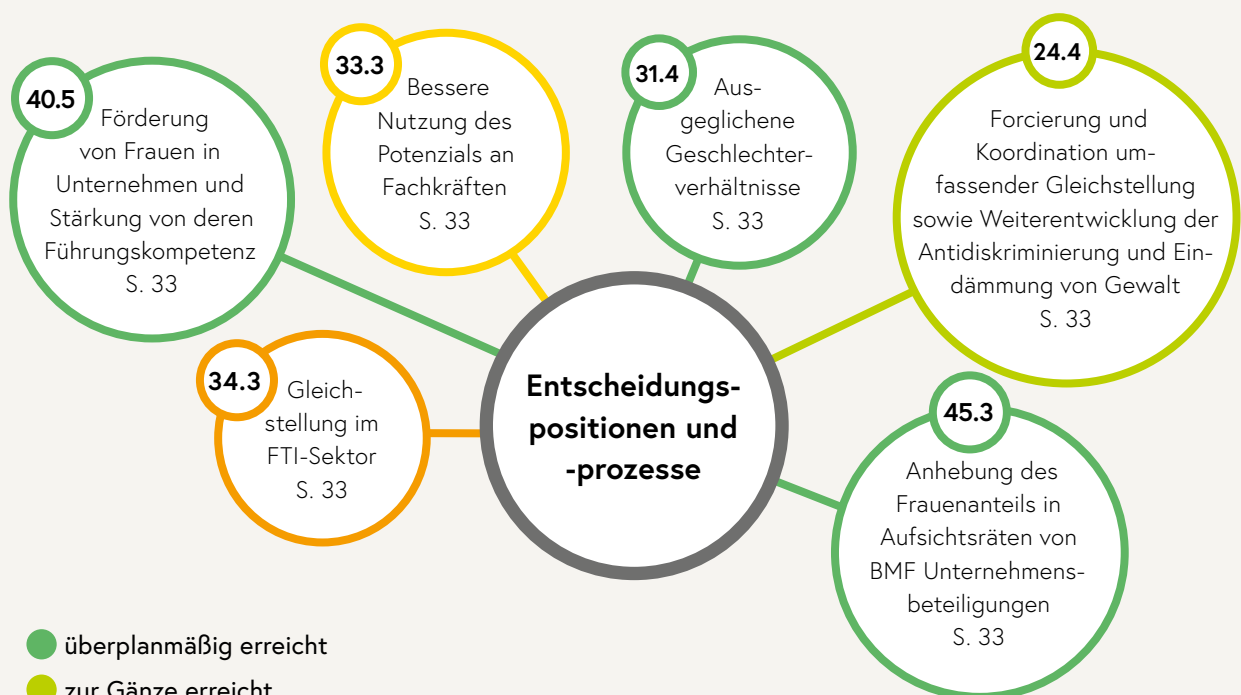 40.5
Förderung
von Frauen in
Unternehmen und
Stärkung von deren
Führungskompetenz
S. 33
33.3
Bessere
Nutzung des
Potenzials an
Fachkräften
S. 33
31.4
Aus-
geglichene
Geschlechter-
verhältnisse
S. 33
24.4
Forcierung und
Koordination um-
fassender Gleichstellung
sowie Weiterentwicklung der
Antidiskriminierung und Ein-
dämmung von Gewalt
S. 33
34.3
Gleich-
stellung im
FTI-Sektor
S. 33
Entscheidungs-
positionen und
-prozesse
45.3
Anhebung des
Frauenanteils in
Aufsichtsräten von
BMF Unternehmens-
beteiligungen
S. 33
überplanmäßig erreicht
zur Gänze erreicht